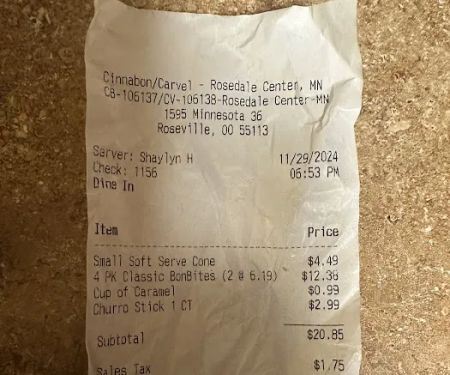 Cinnabon/Carvel - Rosedale Center, MN
CB-106137/CV-106138-Rosedale Center-MN
1595 Minnesota 36
Roseville, OO 55113
Server: Shaylyn H 11/29/2024
Check: 1156 06:53 PM
Dine In
Item Price
Small Soft Serve Cone $4.49
4 PK Classic BonBites (2 @ 6.19) $12.38
Cup of Caramel $0.99
Churro Stick 1 CT $2.99
Subtotal $20.85
Sales Tax $1.75